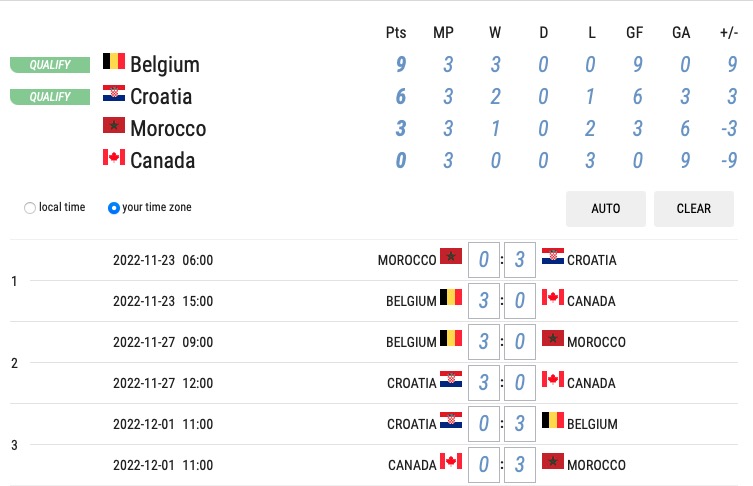 Pts MP W D L GF GA +/-
QUALIFY Belgium 9 3 3 0 0 9 0 9
QUALIFY Croatia 6 3 2 0 1 6 3 3
Morocco 3 3 1 0 2 3 6 -3
Canada 0 3 0 0 3 0 9 -9
local time your time zone AUTO CLEAR
1
2022-11-23 06:00 MOROCCO 0 : 3 CROATIA
2022-11-23 15:00 BELGIUM 3 : 0 CANADA
2
2022-11-27 09:00 BELGIUM 3 : 0 MOROCCO
2022-11-27 12:00 CROATIA 3 : 0 CANADA
3
2022-12-01 11:00 CROATIA 0 : 3 BELGIUM
2022-12-01 11:00 CANADA 0 : 3 MOROCCO